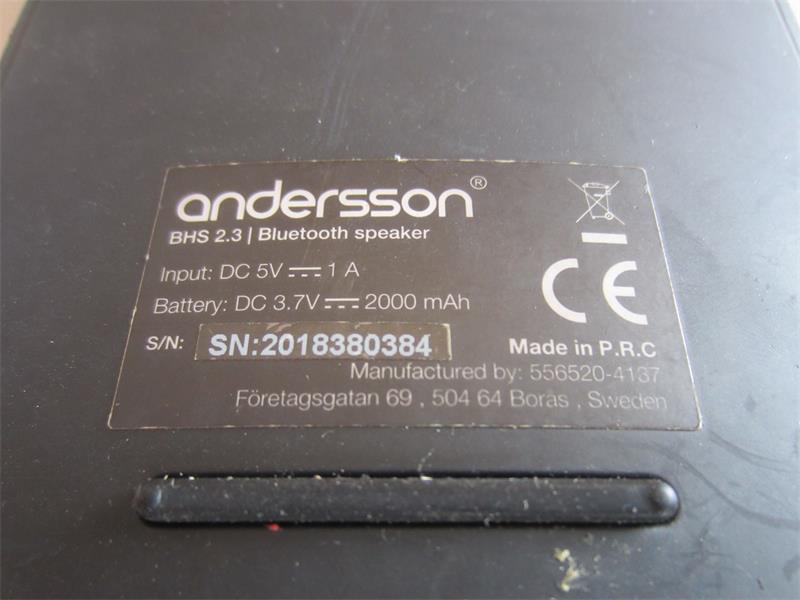 andersson®
BHS 2.3 | Bluetooth speaker
Input: DC 5V ⎓ 1 A
Battery: DC 3.7V ⎓ 2000 mAh
S/N: SN:2018380384
CE
Made in P.R.C
Manufactured by: 556520-4137
Företagsgatan 69 , 504 64 Borås , Sweden